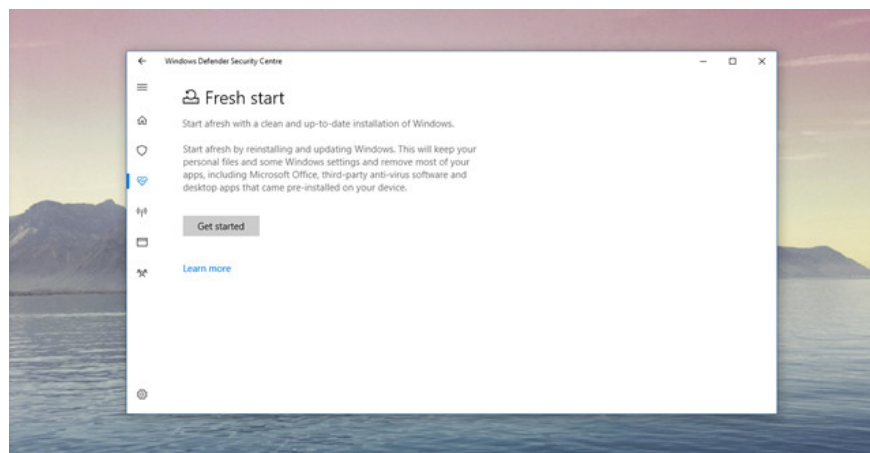 Windows Defender Security Centre
Fresh start
Start afresh with a clean and up-to-date installation of Windows.
Start afresh by reinstalling and updating Windows. This will keep your
personal files and some Windows settings and remove most of your
apps, including Microsoft Office, third-party anti-virus software and
desktop apps that came pre-installed on your device.
Get started
Learn more